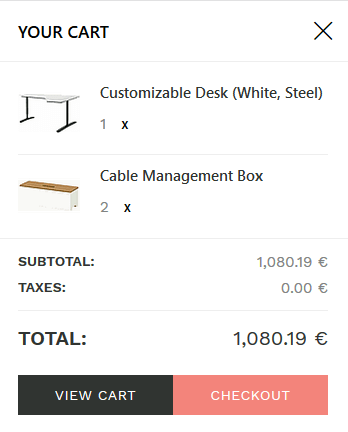 YOUR CART
Customizable Desk (White, Steel)
1 x
Cable Management Box
2 x
SUBTOTAL: 1,080.19 €
TAXES: 0.00 €
TOTAL: 1,080.19 €
VIEW CART CHECKOUT